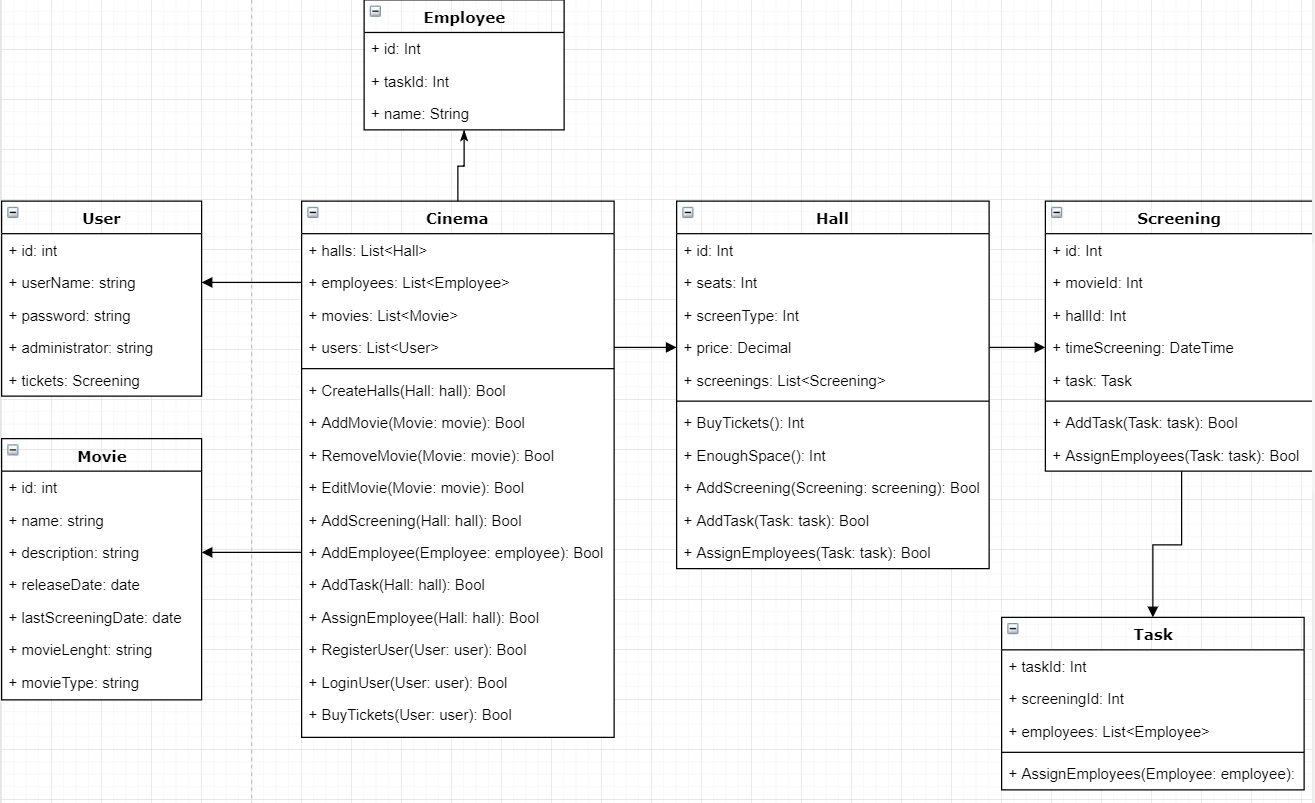 Employee
+ id: Int
+ taskId: Int
+ name: String
User
+ id: int
+ userName: string
+ password: string
+ administrator: string
+ tickets: Screening
Movie
+ id: int
+ name: string
+ description: string
+ releaseDate: date
+ lastScreeningDate: date
+ movieLenght: string
+ movieType: string
Cinema
+ halls: List<Hall>
+ employees: List<Employee>
+ movies: List<Movie>
+ users: List<User>
+ CreateHalls(Hall: hall): Bool
+ AddMovie(Movie: movie): Bool
+ RemoveMovie(Movie: movie): Bool
+ EditMovie(Movie: movie): Bool
+ AddScreening(Hall: hall): Bool
+ AddEmployee(Employee: employee): Bool
+ AddTask(Hall: hall): Bool
+ AssignEmployee(Hall: hall): Bool
+ RegisterUser(User: user): Bool
+ LoginUser(User: user): Bool
+ BuyTickets(User: user): Bool
Hall
+ id: Int
+ seats: Int
+ screenType: Int
+ price: Decimal
+ screenings: List<Screening>
+ BuyTickets(): Int
+ EnoughSpace(): Int
+ AddScreening(Screening: screening): Bool
+ AddTask(Task: task): Bool
+ AssignEmployees(Task: task): Bool
Screening
+ id: Int
+ movieId: Int
+ hallId: Int
+ timeScreening: DateTime
+ task: Task
+ AddTask(Task: task): Bool
+ AssignEmployees(Task: task): Bool
Task
+ taskId: Int
+ screeningId: Int
+ employees: List<Employee>
+ AssignEmployees(Employee: employee):